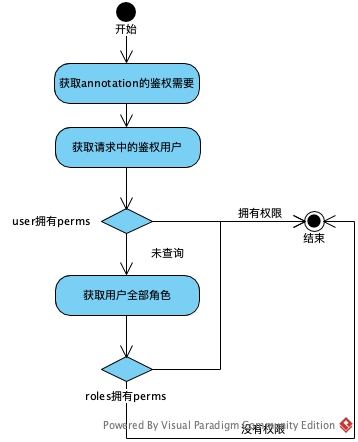 开始
获取annotation的鉴权需要
获取请求中的鉴权用户
拥有权限
user拥有perms
结束
未查询
获取用户全部角色
roles拥有perms
Powered By Visual Paradigm Community Edition
没有权限